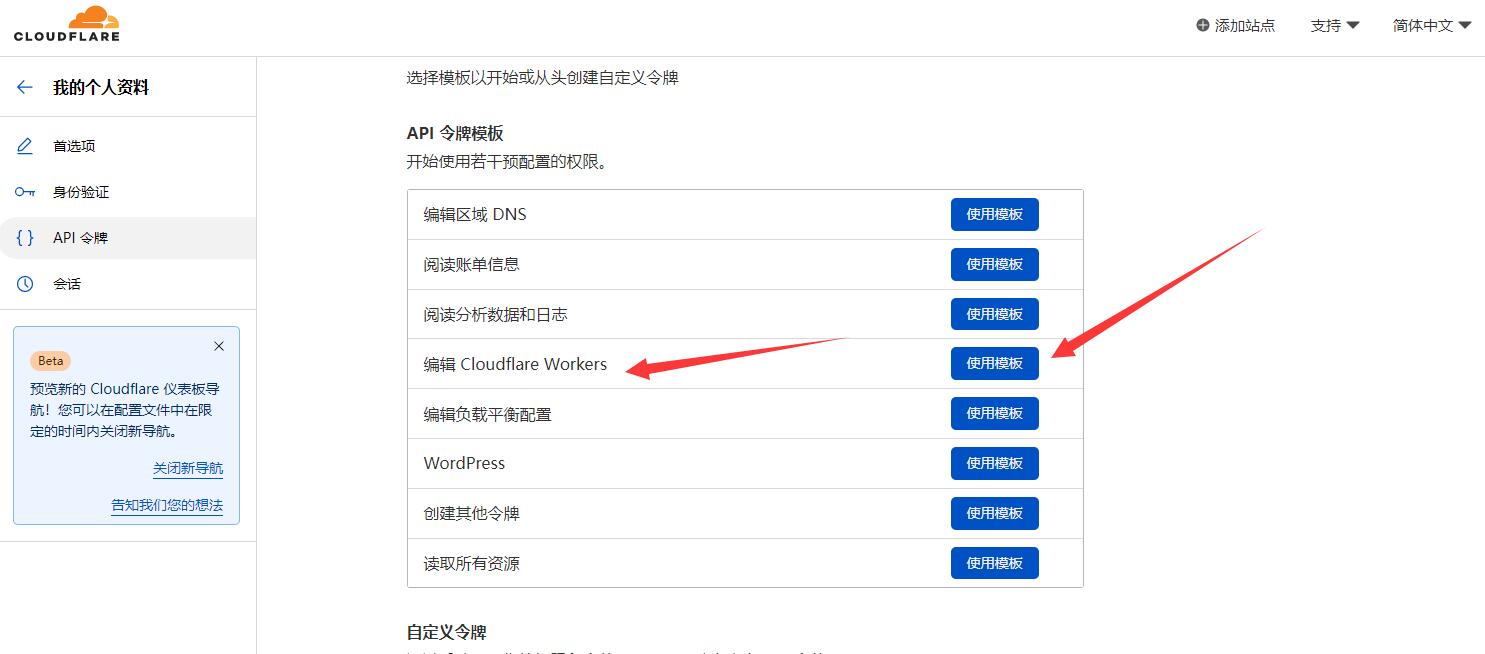 CLOUDFLARE
添加站点
支持
简体中文
我的个人资料
首选项
身份验证
API 令牌
会话
Beta
预览新的 Cloudflare 仪表板导
航！您可以在配置文件中在限
定的时间内关闭新导航。
关闭新导航
告知我们您的想法
选择模板以开始或从头创建自定义令牌
API 令牌模板
开始使用若干预配置的权限。
编辑区域 DNS 使用模板
阅读账单信息 使用模板
阅读分析数据和日志 使用模板
编辑 Cloudflare Workers 使用模板
编辑负载平衡配置 使用模板
WordPress 使用模板
创建其他令牌 使用模板
读取所有资源 使用模板
自定义令牌